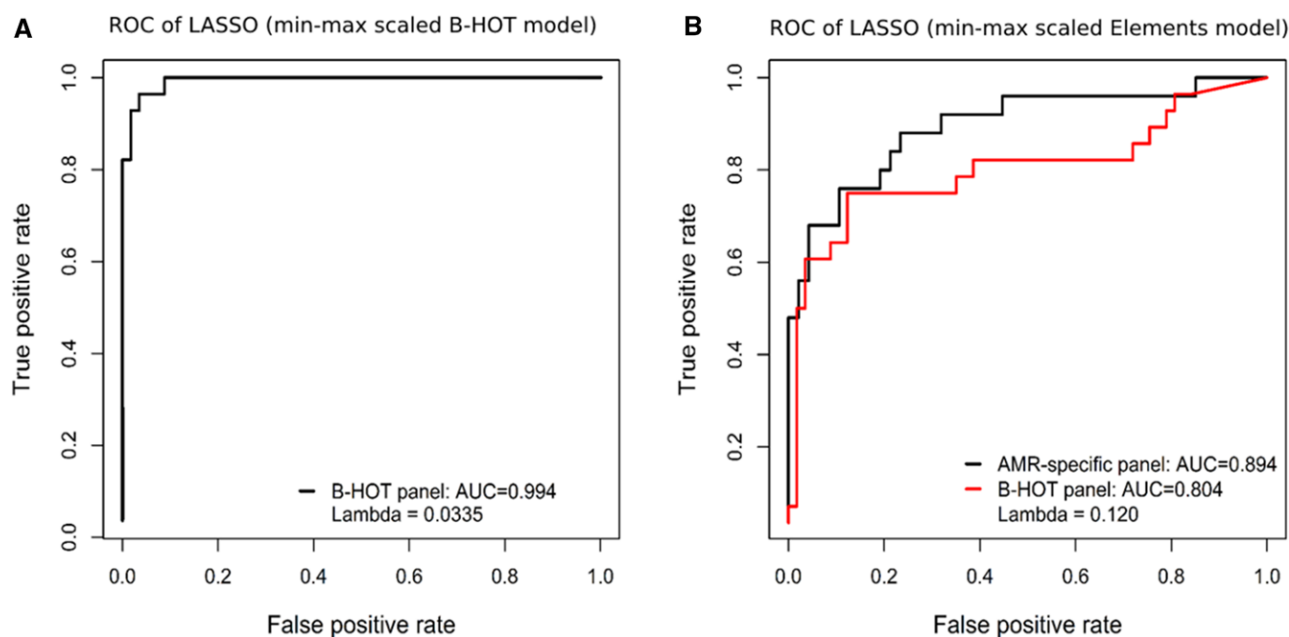 A
ROC of LASSO (min-max scaled B-HOT model)
True positive rate
1.0
0.8
0.6
0.4
0.2
0.0
B-HOT panel: AUC=0.994
Lambda = 0.0335
0.0 0.2 0.4 0.6 0.8 1.0
False positive rate
B
ROC of LASSO (min-max scaled Elements model)
True positive rate
1.0
0.8
0.6
0.4
0.2
AMR-specific panel: AUC=0.894
B-HOT panel: AUC=0.804
Lambda = 0.120
0.0 0.2 0.4 0.6 0.8 1.0
False positive rate